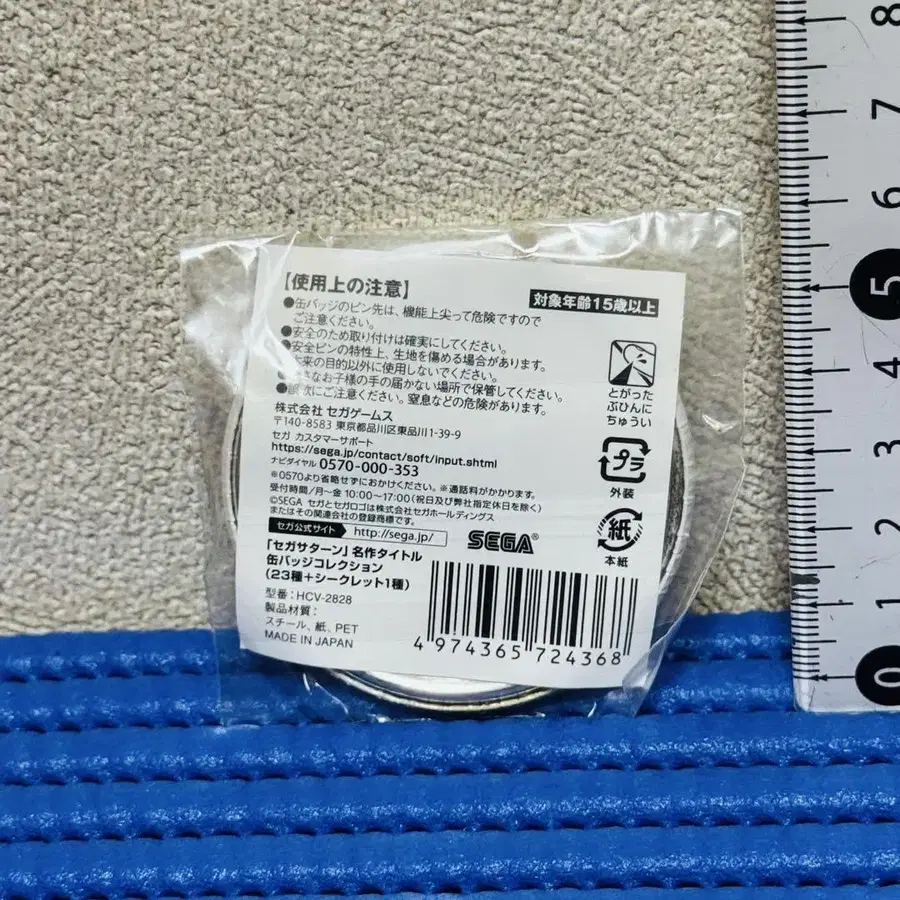 【使用上の注意】
対象年齢15歳以上
●缶バッジのピン先は、機能上尖って危険ですので
ご注意ください。
●安全のため取り付けは確実にしてください。
●安全ピンの特性上、生地を傷める場合があります。
来の目的以外に使用しないでください。
さなお子様の手の届かない場所で保管してください。
●誤飲にご注意ください。窒息などの危険があります。
とがった
ぶひんに
ちゅうい
株式会社 セガゲームス
〒140-8583 東京都品川区東品川1-39-9
セガ カスタマーサポート
https://sega.jp/contact/soft/input.shtml
ナビダイヤル 0570-000-353
※0570より省略せずにおかけください。※通話料がかかります。
受付時間/月~金 10:00~17:00(祝日及び弊社指定休日を除く)
©SEGA セガとセガロゴは株式会社セガホールディングス
またはその関連会社の登録商標です。
プラ
外装
紙
本紙
セガ公式サイト http://sega.jp/
SEGA®
「セガサターン」名作タイトル
缶バッジコレクション
(23種+シークレット1種)
型番:HCV-2828
製品材質:
スチール、紙、PET
MADE IN JAPAN
4 974365 724368
8
7
6
5
4
3
2
1
0